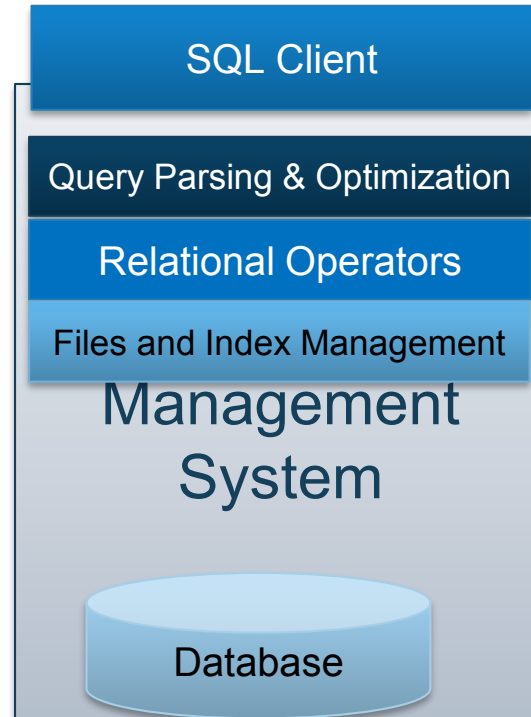 SQL Client
Query Parsing & Optimization
Relational Operators
Files and Index Management
Management
System
Database